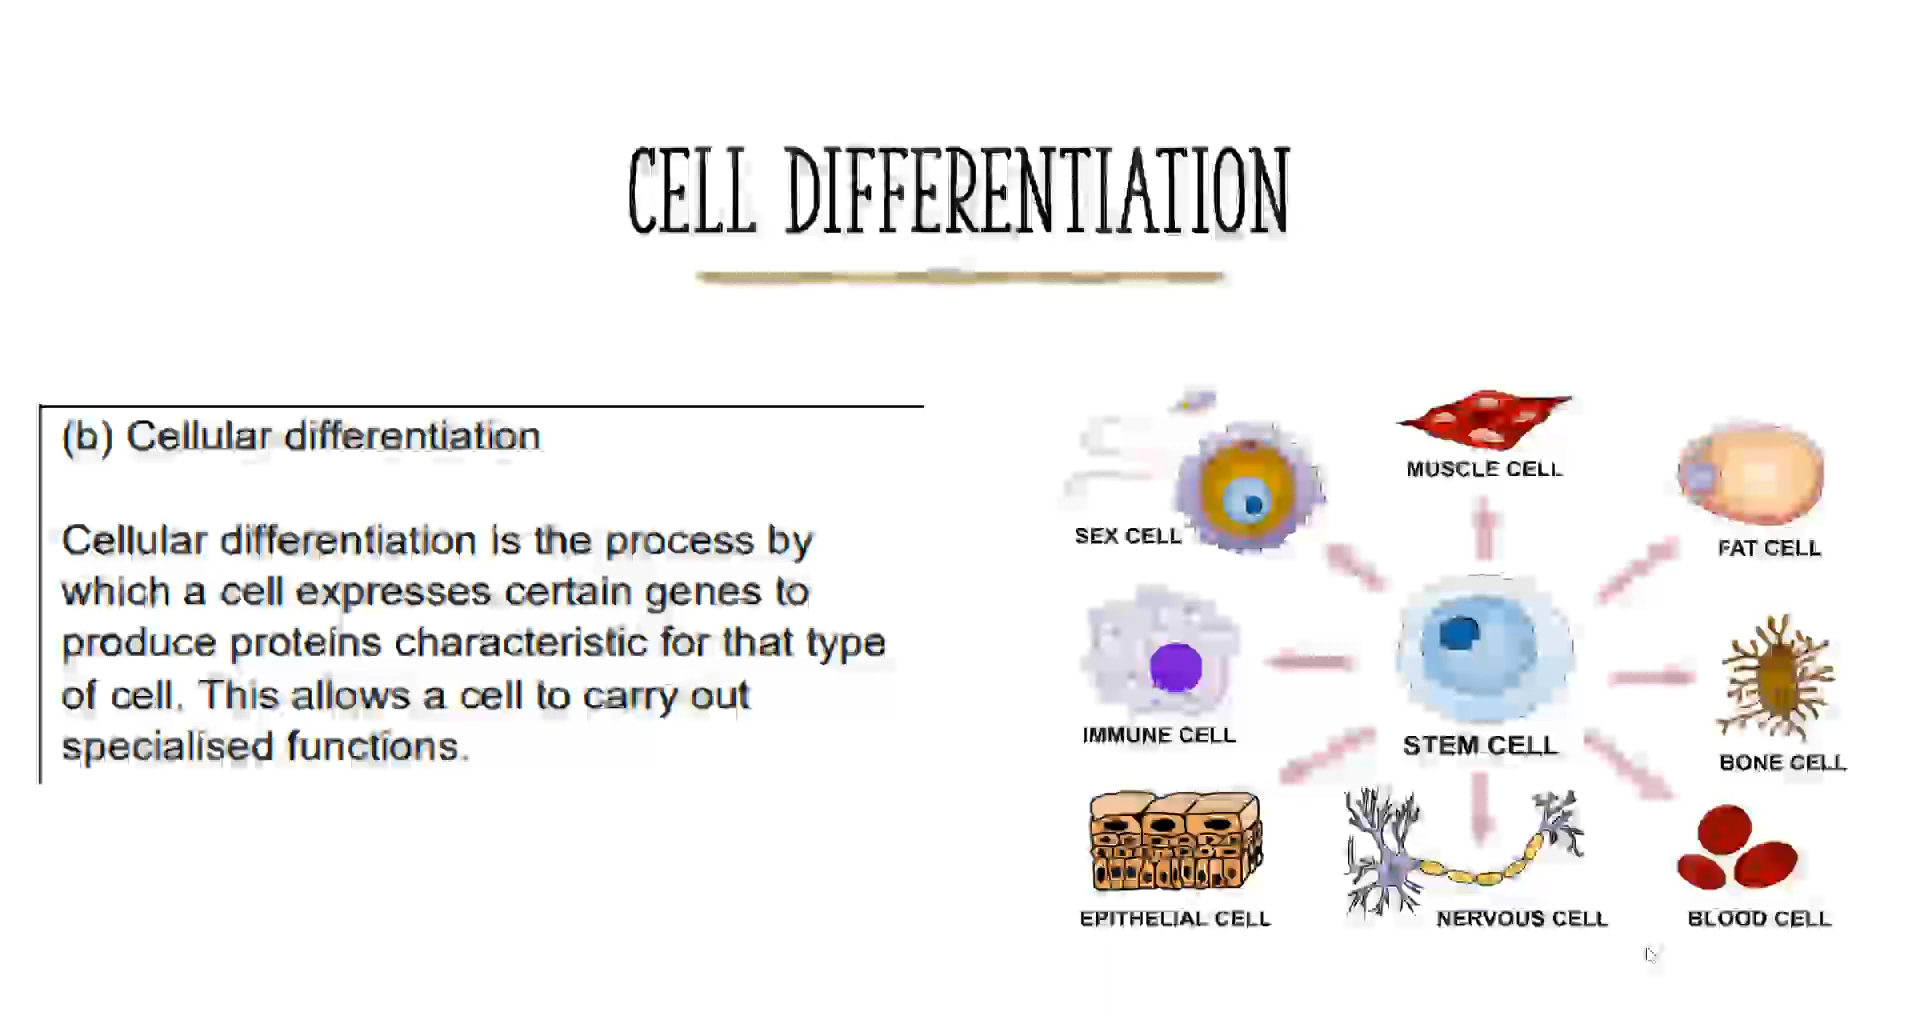 CELL DIFFERENTIATION
(b) Cellular differentiation
Cellular differentiation is the process by
which a cell expresses certain genes to
produce proteins characteristic for that type
of cell. This allows a cell to carry out
specialised functions.
MUSCLE CELL
SEX CELL
FAT CELL
IMMUNE CELL
STEM CELL
BONE CELL
EPITHELIAL CELL
NERVOUS CELL
BLOOD CELL